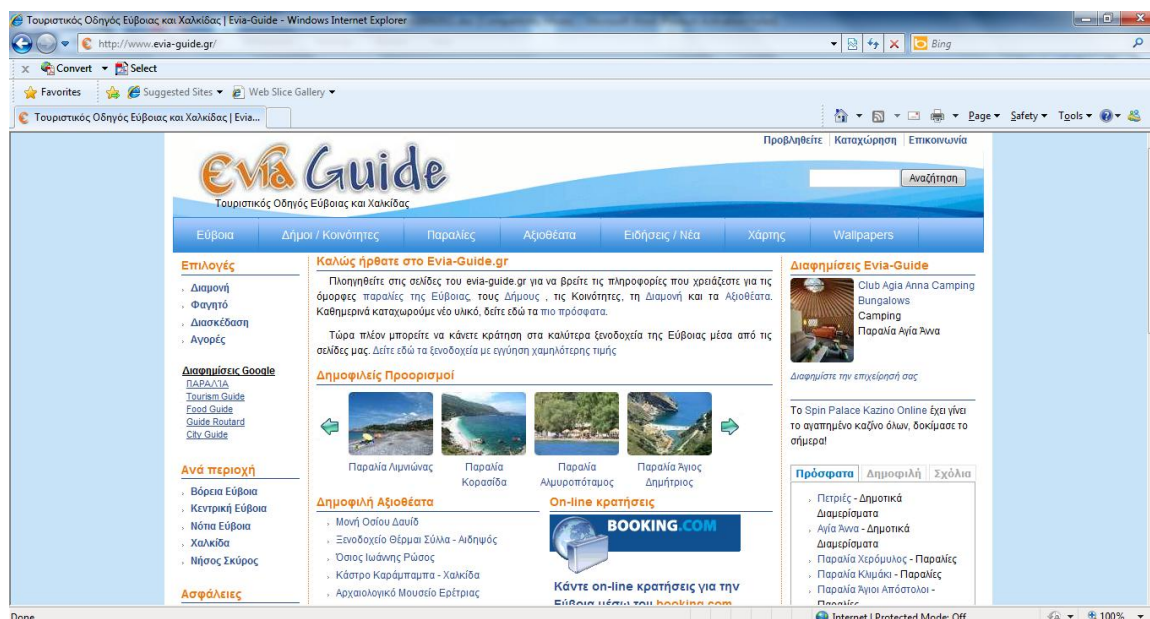 Τουριστικός Οδηγός Εύβοιας και Χαλκίδας | Evia-Guide - Windows Internet Explorer
http://www.evia-guide.gr/
Bing
x Convert Select
Favorites Suggested Sites Web Slice Gallery
Τουριστικός Οδηγός Εύβοιας και Χαλκίδας | Evia...
Page Safety Tools
Προβληθείτε Καταχώρηση Επικοινωνία
Evia Guide
Τουριστικός Οδηγός Εύβοιας και Χαλκίδας
Αναζήτηση
Εύβοια Δήμοι / Κοινότητες Παραλίες Αξιοθέατα Ειδήσεις / Νέα Χάρτης Wallpapers
Επιλογές
Διαμονή
Φαγητό
Διασκέδαση
Αγορές
Διαφημίσεις Google
ΠΑΡΑΛΊΑ
Tourism Guide
Food Guide
Guide Routard
City Guide
Ανά περιοχή
Βόρεια Εύβοια
Κεντρική Εύβοια
Νότια Εύβοια
Χαλκίδα
Νήσος Σκύρος
Ασφάλειες
Καλώς ήρθατε στο Evia-Guide.gr
Πλοηγηθείτε στις σελίδες του evia-guide.gr για να βρείτε τις πληροφορίες που χρειάζεστε για τις
όμορφες παραλίες της Εύβοιας, τους Δήμους , τις Κοινότητες, τη Διαμονή και τα Αξιοθέατα.
Καθημερινά καταχωρούμε νέο υλικό, δείτε εδώ τα πιο πρόσφατα.
Τώρα πλέον μπορείτε να κάνετε κράτηση στα καλύτερα ξενοδοχεία της Εύβοιας μέσα από τις
σελίδες μας. Δείτε εδώ τα ξενοδοχεία με εγγύηση χαμηλότερης τιμής
Δημοφιλείς Προορισμοί
Παραλία Λιμνιώνας
Παραλία
Κορασίδα
Παραλία
Αλμυροπόταμος
Παραλία Άγιος
Δημήτριος
Δημοφιλή Αξιοθέατα
Μονή Οσίου Δαυίδ
Ξενοδοχείο Θέρμαι Σύλλα - Αιδηψός
Όσιος Ιωάννης Ρώσος
Κάστρο Καράμπαμπα - Χαλκίδα
Αρχαιολογικό Μουσείο Ερέτριας
On-line κρατήσεις
BOOKING.COM
Κάντε on-line κρατήσεις για την
Εύβοια μέσω του booking.com
Διαφημίσεις Evia-Guide
Club Agia Anna Camping
Bungalows
Camping
Παραλία Αγία Άννα
Διαφημίστε την επιχείρησή σας
Το Spin Palace Kazino Online έχει γίνει
το αγαπημένο καζίνο όλων, δοκίμασε το
σήμερα!
Πρόσφατα Δημοφιλή Σχόλια
Πετριές - Δημοτικά
Διαμερίσματα
Αγία Άννα - Δημοτικά
Διαμερίσματα
Παραλία Χερόμυλος - Παραλίες
Παραλία Κλιμάκι - Παραλίες
Παραλία Άγιοι Απόστολοι -
Παραλίες
Done
Internet | Protected Mode: Off
100%